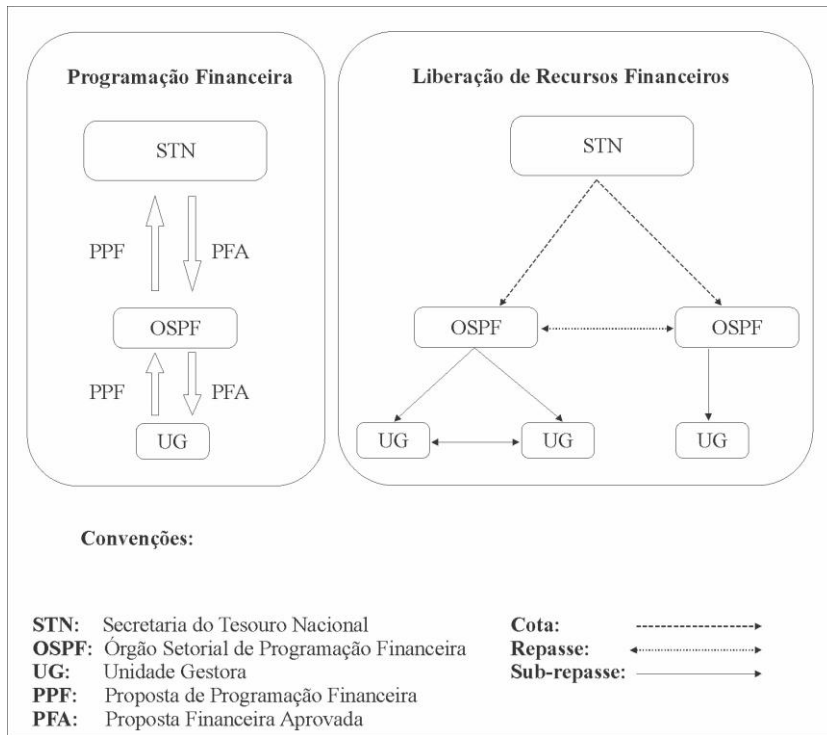 Programação Financeira
STN
PPF
PFA
OSPF
PPF
PFA
UG
Liberação de Recursos Financeiros
STN
OSPF
OSPF
UG
UG
UG
Convenções:
STN: Secretaria do Tesouro Nacional
OSPF: Órgão Setorial de Programação Financeira
UG: Unidade Gestora
PPF: Proposta de Programação Financeira
PFA: Proposta Financeira Aprovada
Cota:
Repasse:
Sub-repasse: